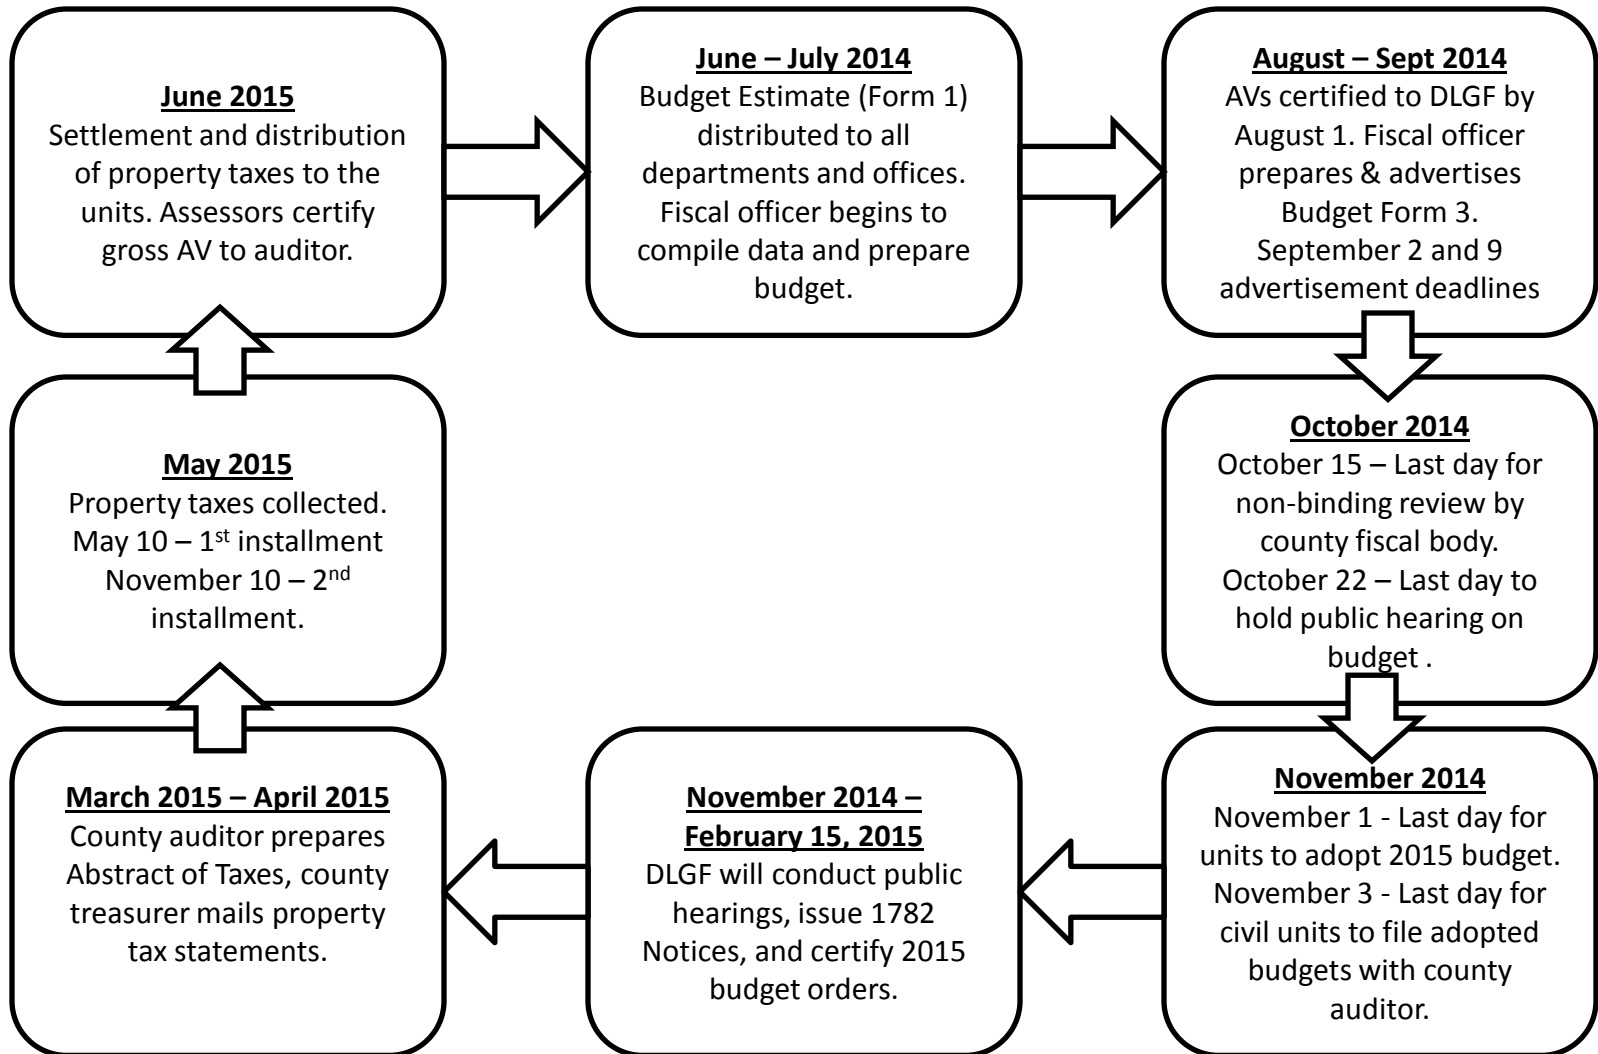 June 2015
Settlement and distribution
of property taxes to the
units. Assessors certify
gross AV to auditor.
June – July 2014
Budget Estimate (Form 1)
distributed to all
departments and offices.
Fiscal officer begins to
compile data and prepare
budget.
August – Sept 2014
AVs certified to DLGF by
August 1. Fiscal officer
prepares & advertises
Budget Form 3.
September 2 and 9
advertisement deadlines
May 2015
Property taxes collected.
May 10 – 1st installment
November 10 – 2nd
installment.
October 2014
October 15 – Last day for
non-binding review by
county fiscal body.
October 22 – Last day to
hold public hearing on
budget .
March 2015 – April 2015
County auditor prepares
Abstract of Taxes, county
treasurer mails property
tax statements.
November 2014 –
February 15, 2015
DLGF will conduct public
hearings, issue 1782
Notices, and certify 2015
budget orders.
November 2014
November 1 - Last day for
units to adopt 2015 budget.
November 3 - Last day for
civil units to file adopted
budgets with county
auditor.